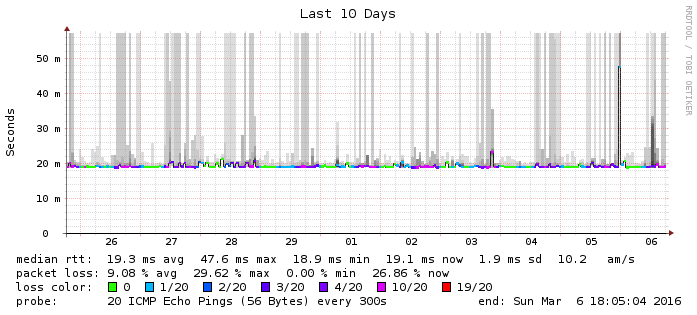 Last 10 Days
RRDTOOL / TOBI OETIKER
Seconds
50 m
40 m
30 m
20 m
10 m
0
26 27 28 29 01 02 03 04 05 06
median rtt: 19.3 ms avg 47.6 ms max 18.9 ms min 19.1 ms now 1.9 ms sd 10.2 am/s
packet loss: 9.08 % avg 29.62 % max 0.00 % min 26.86 % now
loss color: 0 1/20 2/20 3/20 4/20 10/20 19/20
probe: 20 ICMP Echo Pings (56 Bytes) every 300s end: Sun Mar 6 18:05:04 2016